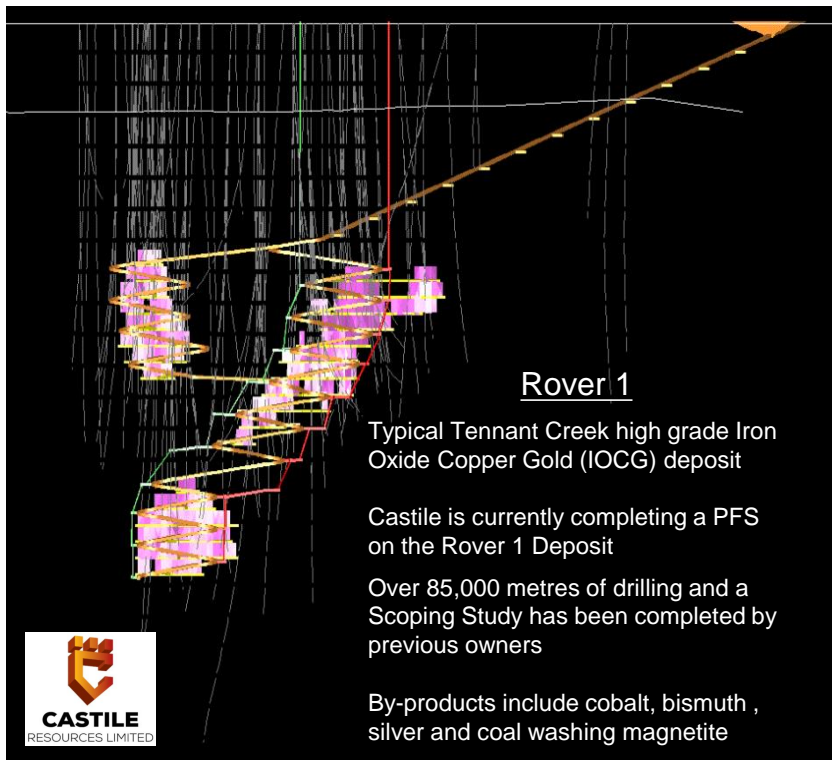 Rover 1
Typical Tennant Creek high grade Iron
Oxide Copper Gold (IOCG) deposit
Castile is currently completing a PFS
on the Rover 1 Deposit
Over 85,000 metres of drilling and a
Scoping Study has been completed by
previous owners
By-products include cobalt, bismuth ,
silver and coal washing magnetite
CASTILE
RESOURCES LIMITED